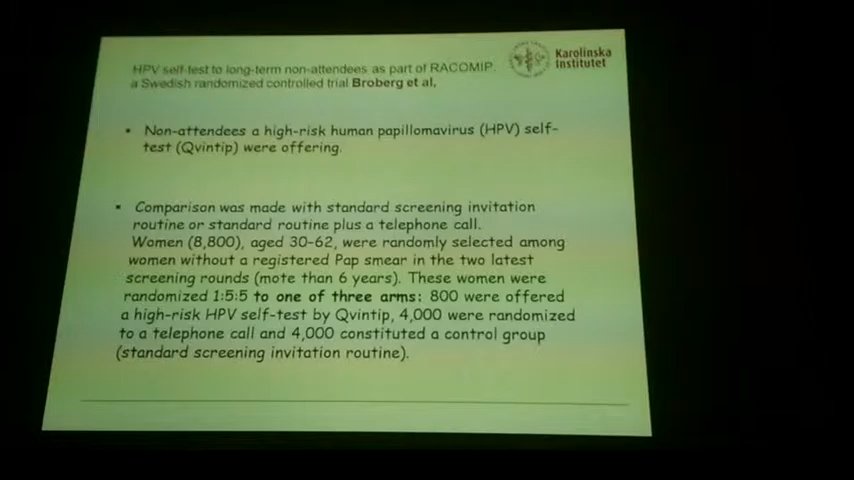 HPV self-test to long-term non-attendees as part of RACOMIP.
a Swedish randomized controlled trial Broberg et al.
Karolinska
Institutet
▪ Non-attendees a high-risk human papillomavirus (HPV) self-
test (Qvintip) were offering.
▪ Comparison was made with standard screening invitation
routine or standard routine plus a telephone call.
Women (8,800), aged 30-62, were randomly selected among
women without a registered Pap smear in the two latest
screening rounds (mote than 6 years). These women were
randomized 1:5:5 to one of three arms: 800 were offered
a high-risk HPV self-test by Qvintip, 4,000 were randomized
to a telephone call and 4,000 constituted a control group
(standard screening invitation routine).